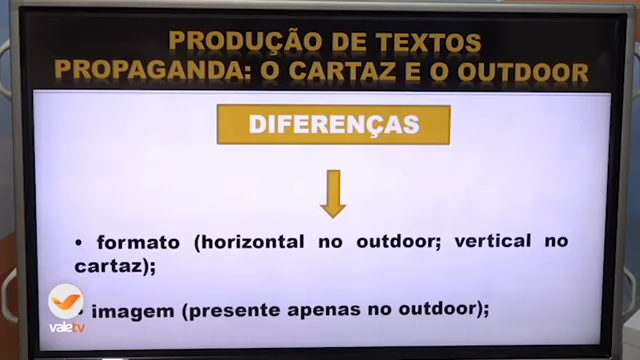 PRODUÇÃO DE TEXTOS
PROPAGANDA: O CARTAZ E O OUTDOOR
DIFERENÇAS
• formato (horizontal no outdoor; vertical no
cartaz);
• imagem (presente apenas no outdoor);
valetv